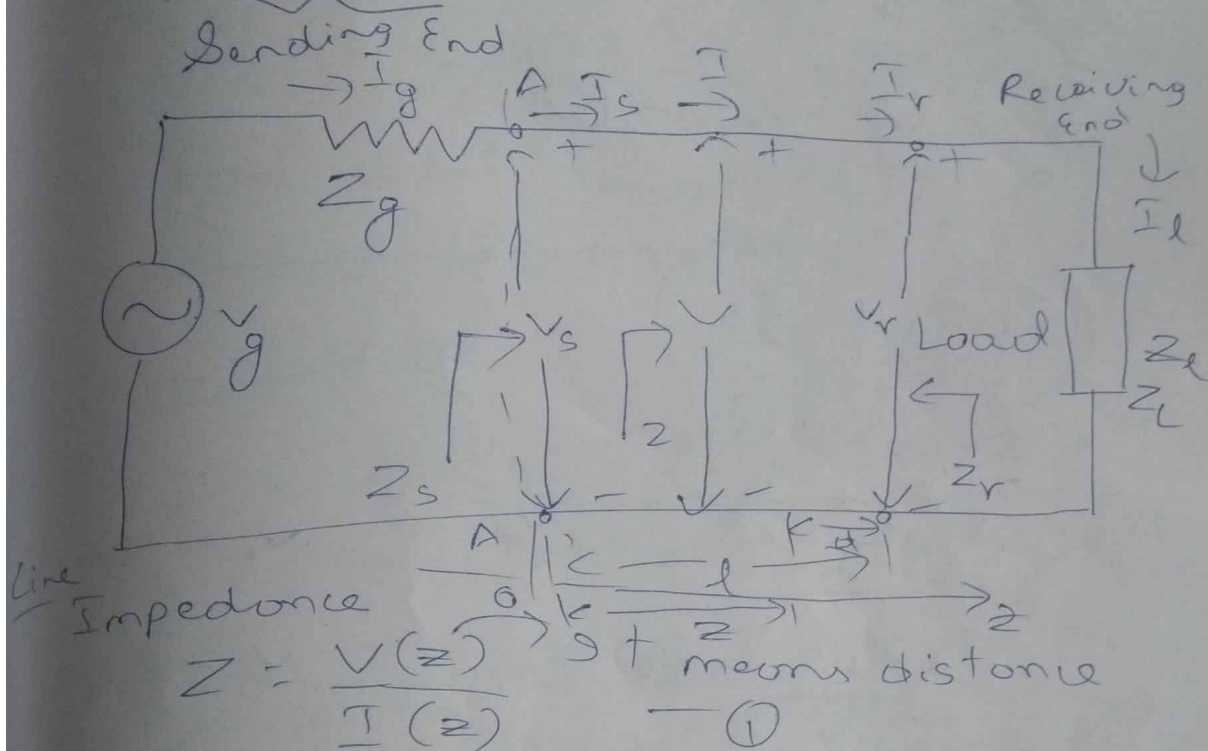 Sending End
Ig
A
Is
I
Ir
Receiving
End
Il
+
+
+
Zg
Vg
Vs
V
Vr
Load
Zl
ZL
Zs
z
Zr
A
-
-
-
l
d
Line
Impedance
0
z
z
Z = V(z)
I(z)
It means distance
— ①